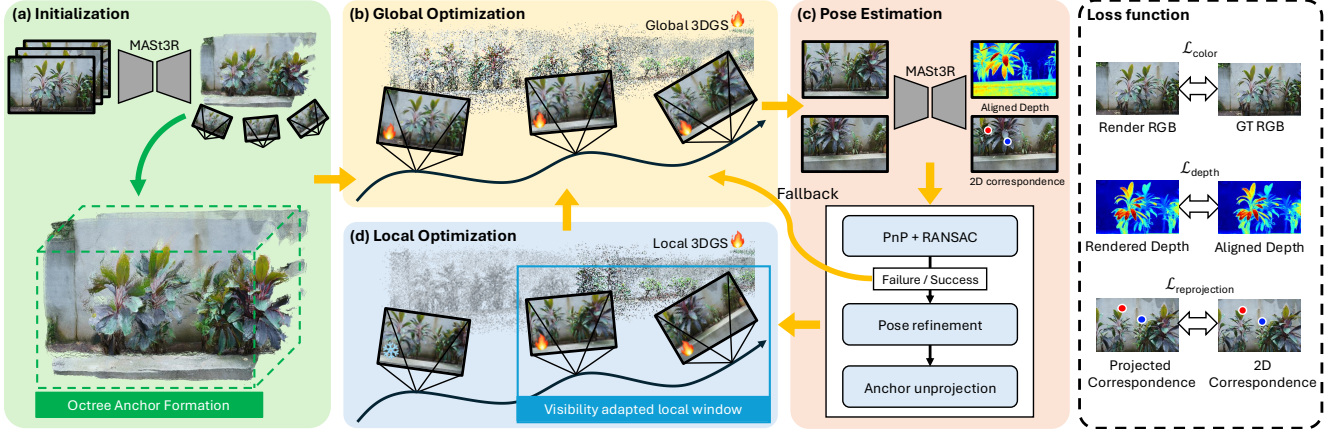 (a) Initialization
MASt3R
Octree Anchor Formation
(b) Global Optimization
Global 3DGS
(c) Pose Estimation
MASt3R
Aligned Depth
2D correspondence
Fallback
PnP + RANSAC
Failure / Success
Pose refinement
Anchor unprojection
(d) Local Optimization
Local 3DGS
Visibility adapted local window
Loss function
ℒcolor
Render RGB
GT RGB
ℒdepth
Rendered Depth
Aligned Depth
ℒreprojection
Projected
Correspondence
2D
Correspondence